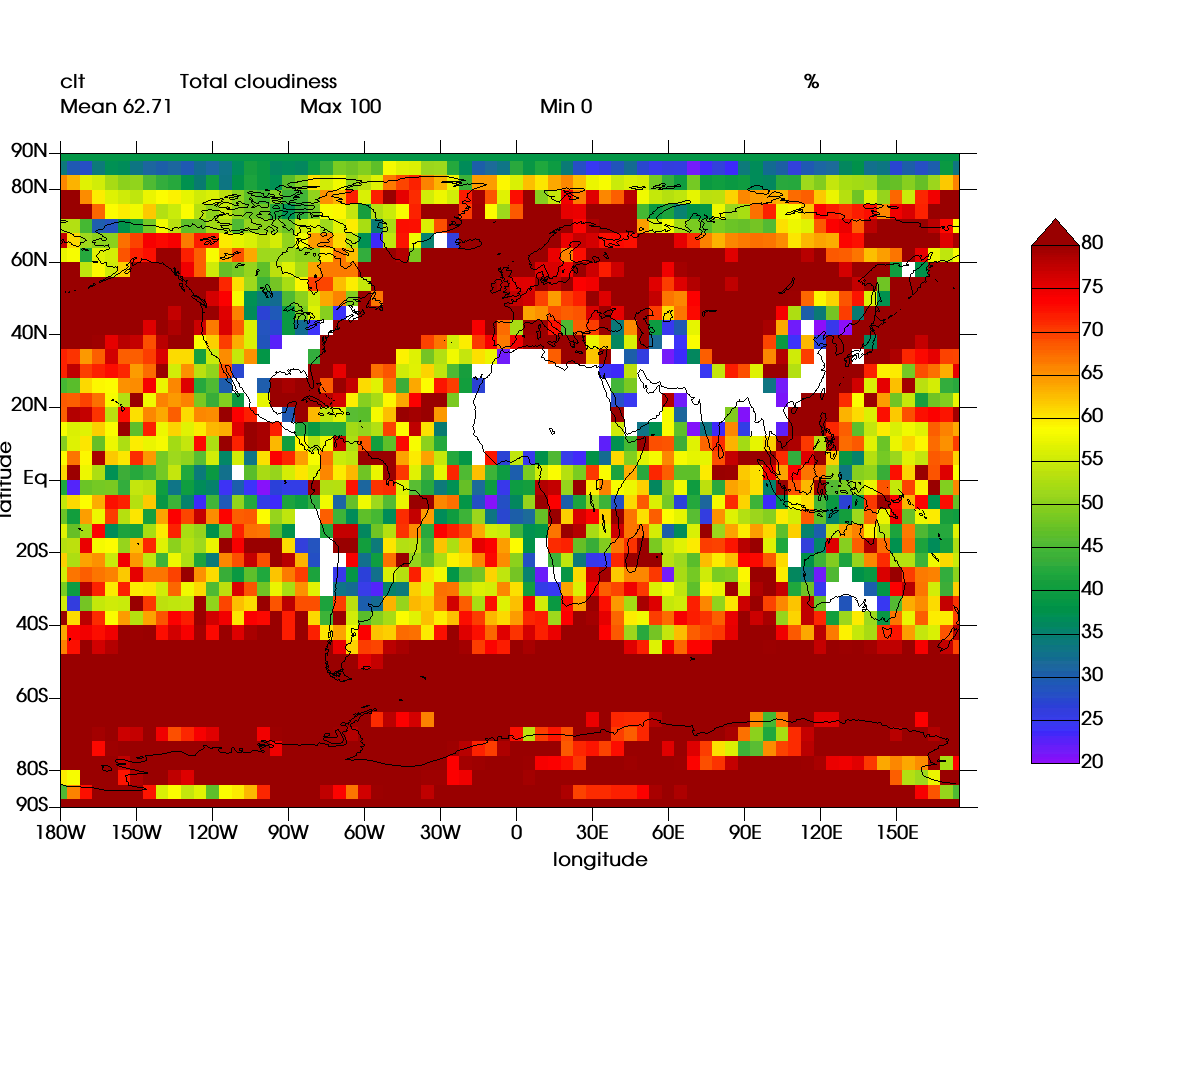 clt Total cloudiness %
Mean 62.71 Max 100 Min 0
90N
80N
60N
40N
20N
Eq
20S
40S
60S
80S
90S
latitude
180W 150W 120W 90W 60W 30W 0 30E 60E 90E 120E 150E
longitude
80
75
70
65
60
55
50
45
40
35
30
25
20